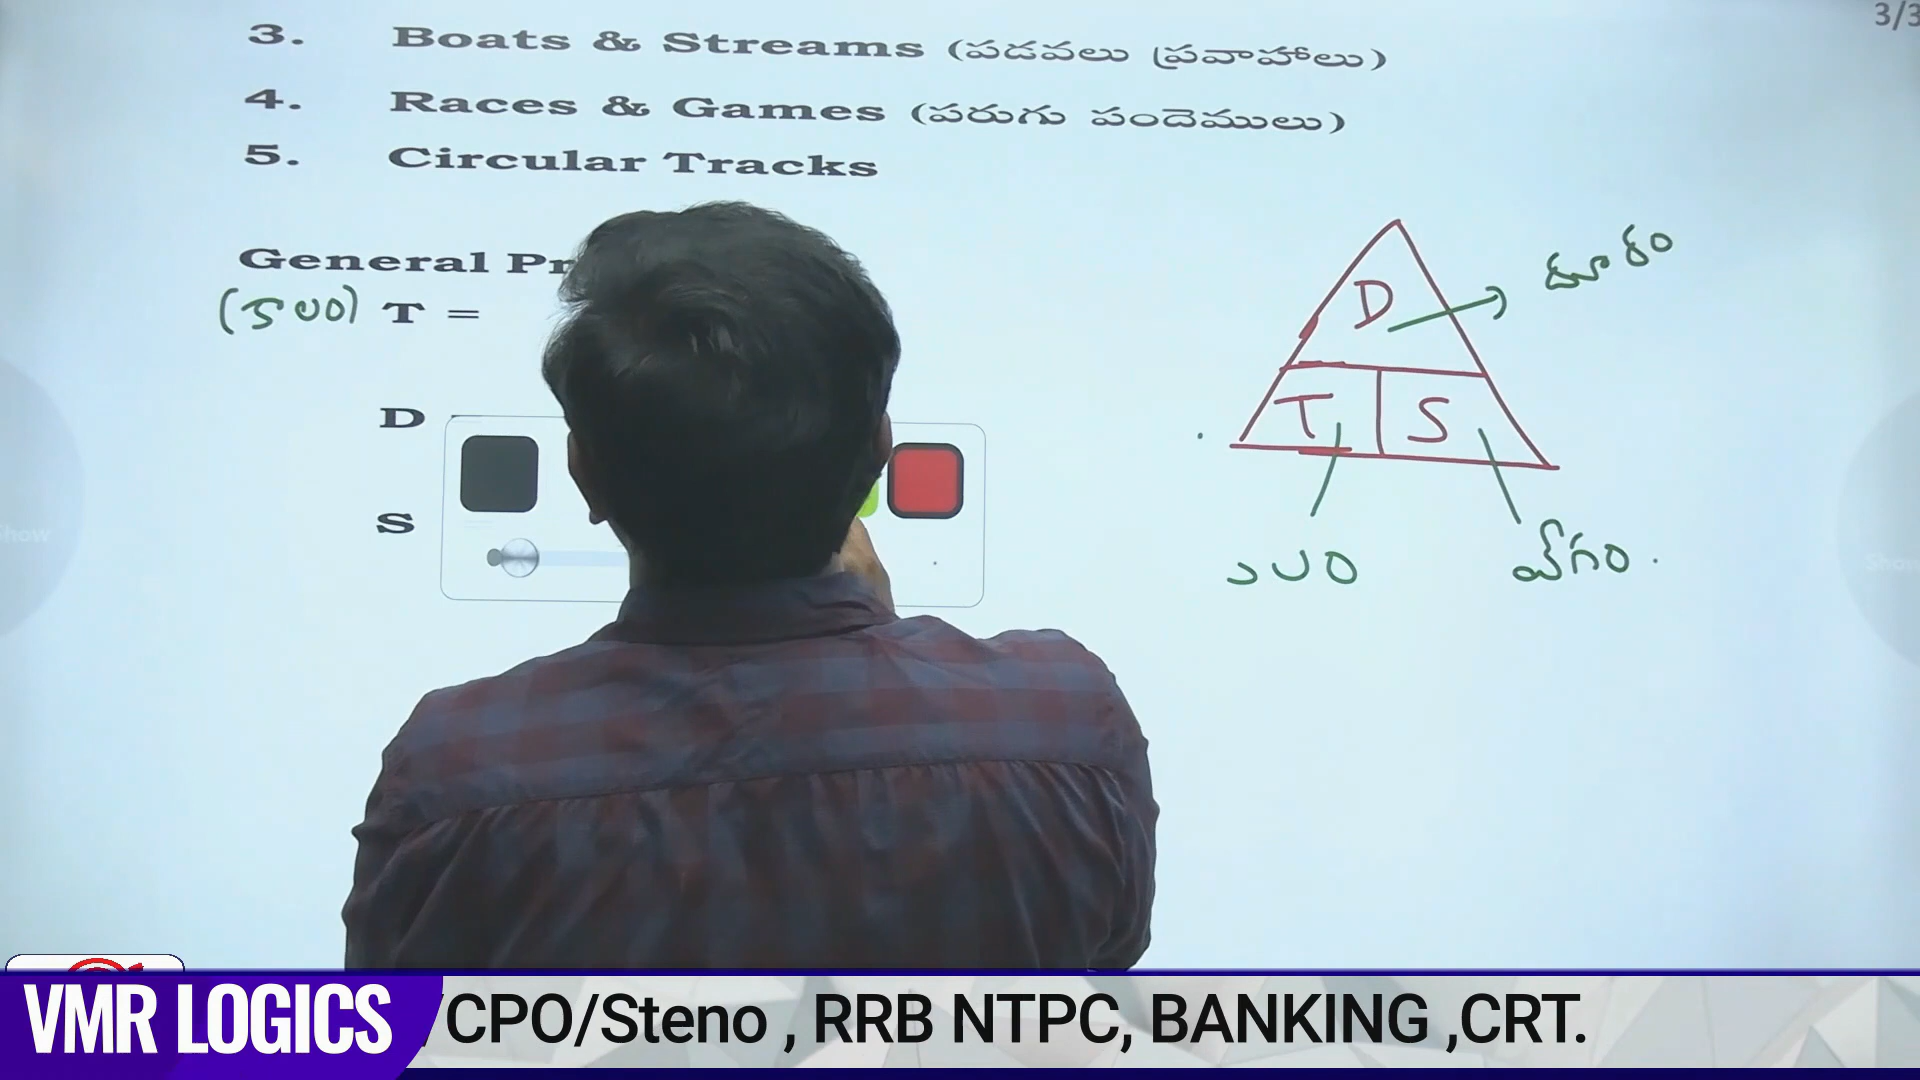 3/3
3. Boats & Streams (పడవలు ప్రవాహాలు)
4. Races & Games (పరుగు పందెములు)
5. Circular Tracks
General Pr
(కాలం) T =
D
S
D
దూరం
T S
వేగం
Show
VMR LOGICS
/CPO/Steno , RRB NTPC, BANKING ,CRT.